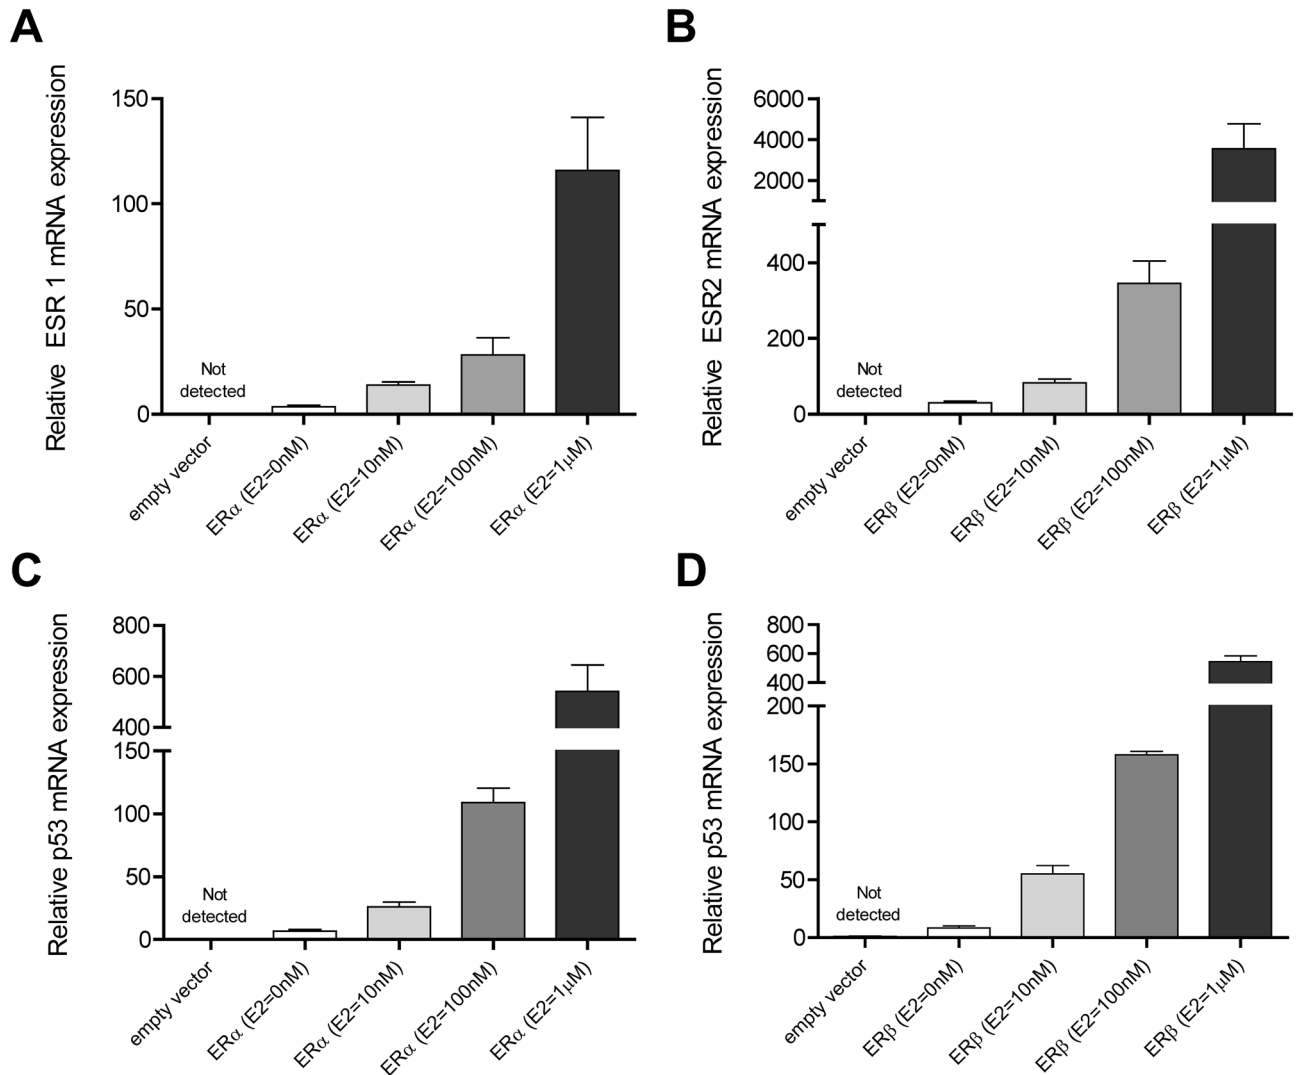 A
Relative ESR 1 mRNA expression
150
100
50
0
Not
detected
empty vector
ERα (E2=0nM)
ERα (E2=10nM)
ERα (E2=100nM)
ERα (E2=1μM)
B
Relative ESR2 mRNA expression
6000
4000
2000
400
200
0
Not
detected
empty vector
ERβ (E2=0nM)
ERβ (E2=10nM)
ERβ (E2=100nM)
ERβ (E2=1μM)
C
Relative p53 mRNA expression
800
600
400
150
100
50
0
Not
detected
empty vector
ERα (E2=0nM)
ERα (E2=10nM)
ERα (E2=100nM)
ERα (E2=1μM)
D
Relative p53 mRNA expression
800
600
400
200
150
100
50
0
Not
detected
empty vector
ERβ (E2=0nM)
ERβ (E2=10nM)
ERβ (E2=100nM)
ERβ (E2=1μM)